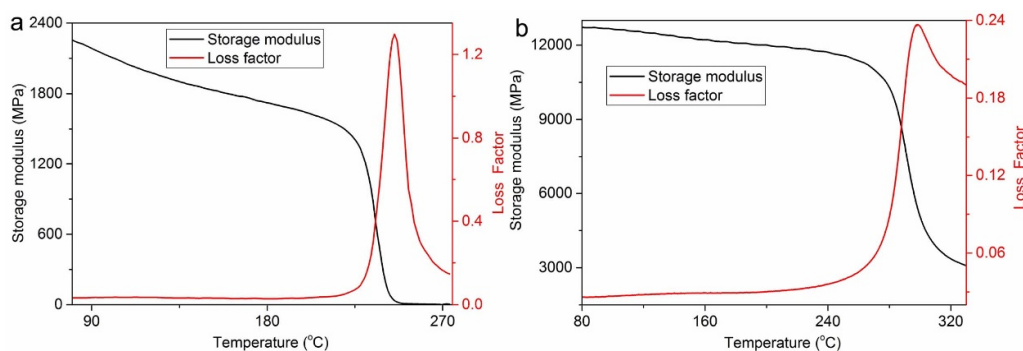 a
Storage modulus
Loss factor
Storage modulus (MPa)
2400
1800
1200
600
0
1.2
0.8
0.4
0.0
Loss Factor
90
180
270
Temperature (°C)
b
Storage modulus
Loss factor
Storage modulus (MPa)
12000
9000
6000
3000
0.24
0.18
0.12
0.06
Loss Factor
80
160
240
320
Temperature (°C)